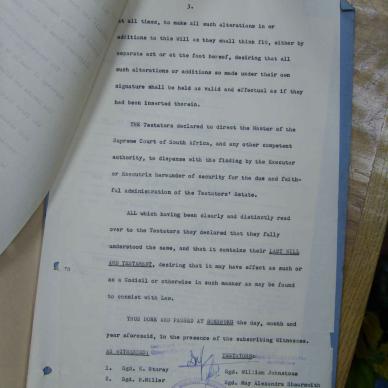 3.
at all times, to make all such alterations in or
additions to this Will as they shall think fit, either by
separate act or at the foot hereof, desiring that all
such alterations or additions so made under their own
signature shall be held as valid and effectual as if they
had been inserted therein.
THE Testators declared to direct the Master of the
Supreme Court of South Africa, and any other competent
authority, to dispense with the finding by the Executor
or Executrix hereunder of security for the due and faith-
ful administration of the Testators' Estate.
ALL which having been clearly and distinctly read
over to the Testators they declared that they fully
understood the same, and that it contains their LAST WILL
AND TESTAMENT, desiring that it may have effect as such or
as a Codicil or otherwise in such manner as may be found
to consist with Law.
THUS DONE AND PASSED AT the day, month and
year aforesaid, in the presence of the subscribing Witnesses.
AS WITNESSES: TESTATORS:
1. Sgd. Sgd. William Johnstone
2. Sgd. R.Miller Sgd. May Alexandra